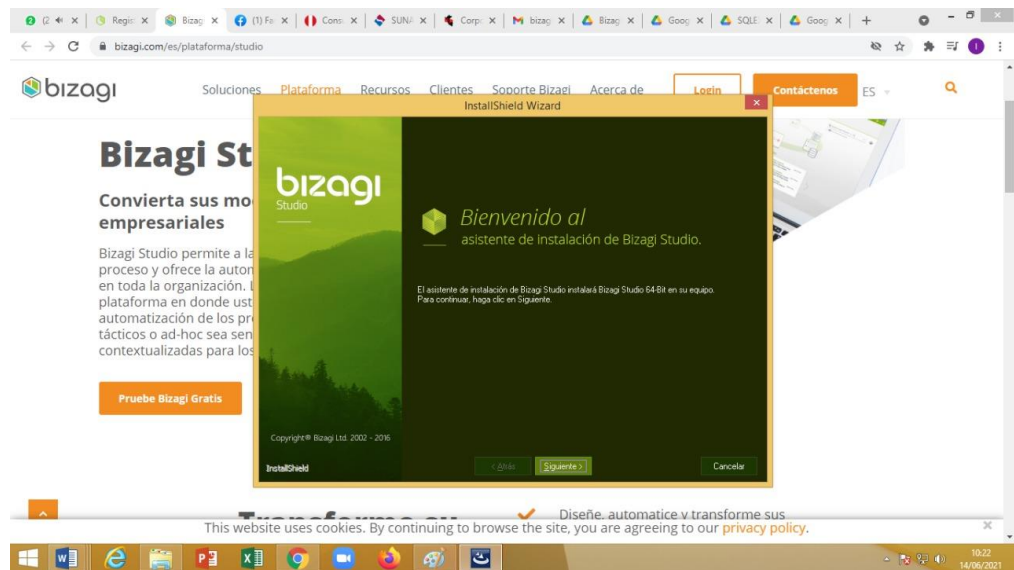 (2
Regis
Bizag
(1) Fa
Cons
SUNA
Corp
bizag
Bizag
Goog
SQLE
Goog
bizagi.com/es/plataforma/studio
bizagi
Soluciones Plataforma Recursos Clientes Soporte Bizagi Acerca de Login Contáctenos ES
InstallShield Wizard
Bizagi St
Convierta sus mo
empresariales
Bizagi Studio permite a la
proceso y ofrece la auton
en toda la organización.
plataforma en donde ust
automatización de los pr
tácticos o ad-hoc sea sen
contextualizadas para los
Pruebe Bizagi Gratis
bizagi
Studio
Bienvenido al
asistente de instalación de Bizagi Studio.
El asistente de instalación de Bizagi Studio instalará Bizagi Studio 64-Bit en su equipo.
Para continuar, haga clic en Siguiente.
Copyright® Bizagi Ltd. 2002 - 2016
InstallShield
< Atrás Siguiente > Cancelar
Transforme su
Diseñe, automatice y transforme sus
This website uses cookies. By continuing to browse the site, you are agreeing to our privacy policy.
10:22
14/06/2021